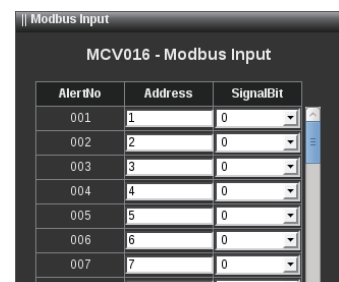 || Modbus Input
MCV016 - Modbus Input
AlertNo Address SignalBit
001 1 0
002 2 0
003 3 0
004 4 0
005 5 0
006 6 0
007 7 0